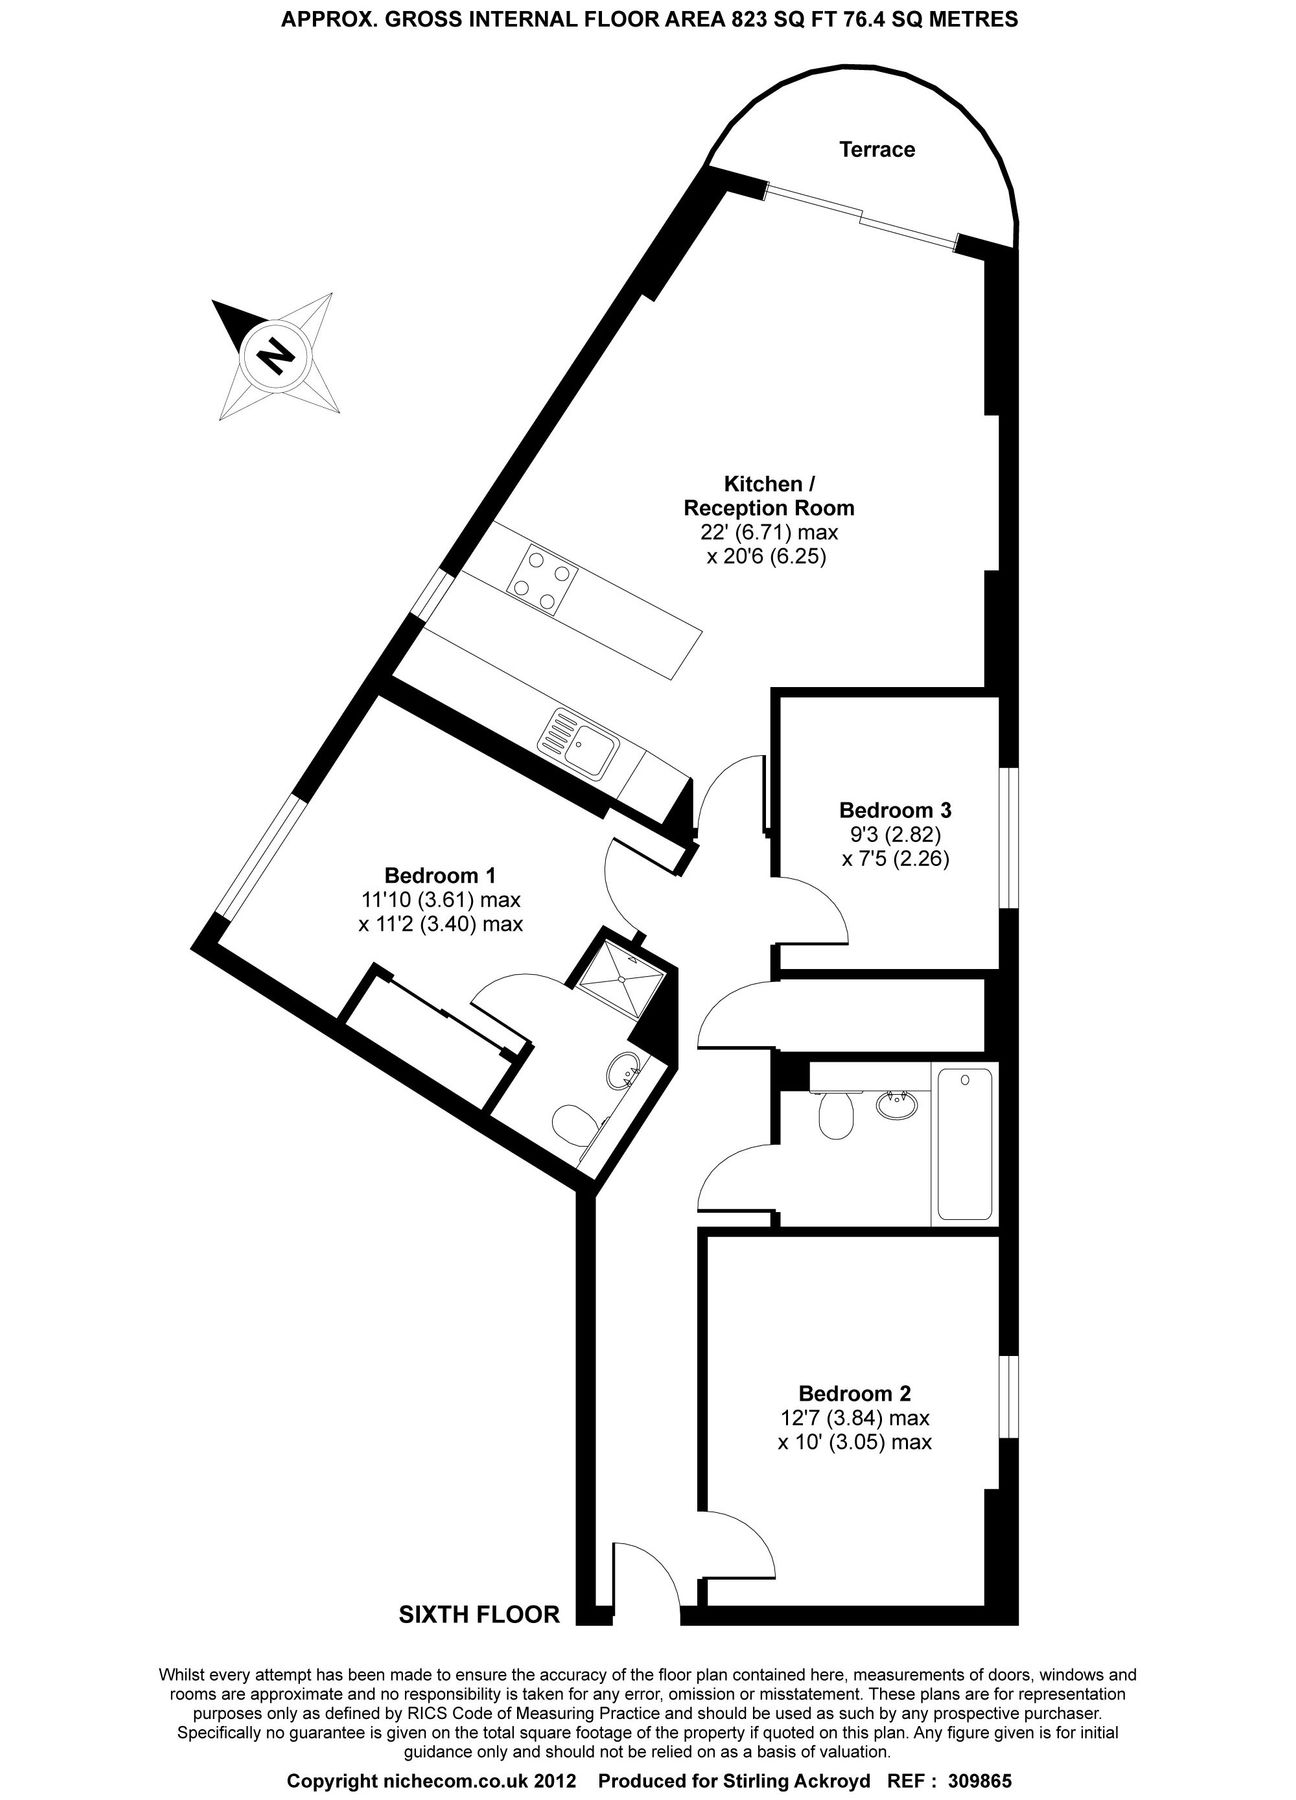 APPROX. GROSS INTERNAL FLOOR AREA 823 SQ FT 76.4 SQ METRES
Terrace
N
Kitchen /
Reception Room
22' (6.71) max
x 20'6 (6.25)
Bedroom 3
9'3 (2.82)
x 7'5 (2.26)
Bedroom 1
11'10 (3.61) max
x 11'2 (3.40) max
Bedroom 2
12'7 (3.84) max
x 10' (3.05) max
SIXTH FLOOR
Whilst every attempt has been made to ensure the accuracy of the floor plan contained here, measurements of doors, windows and
rooms are approximate and no responsibility is taken for any error, omission or misstatement. These plans are for representation
purposes only as defined by RICS Code of Measuring Practice and should be used as such by any prospective purchaser.
Specifically no guarantee is given on the total square footage of the property if quoted on this plan. Any figure given is for initial
guidance only and should not be relied on as a basis of valuation.
Copyright nichecom.co.uk 2012 Produced for Stirling Ackroyd REF : 309865